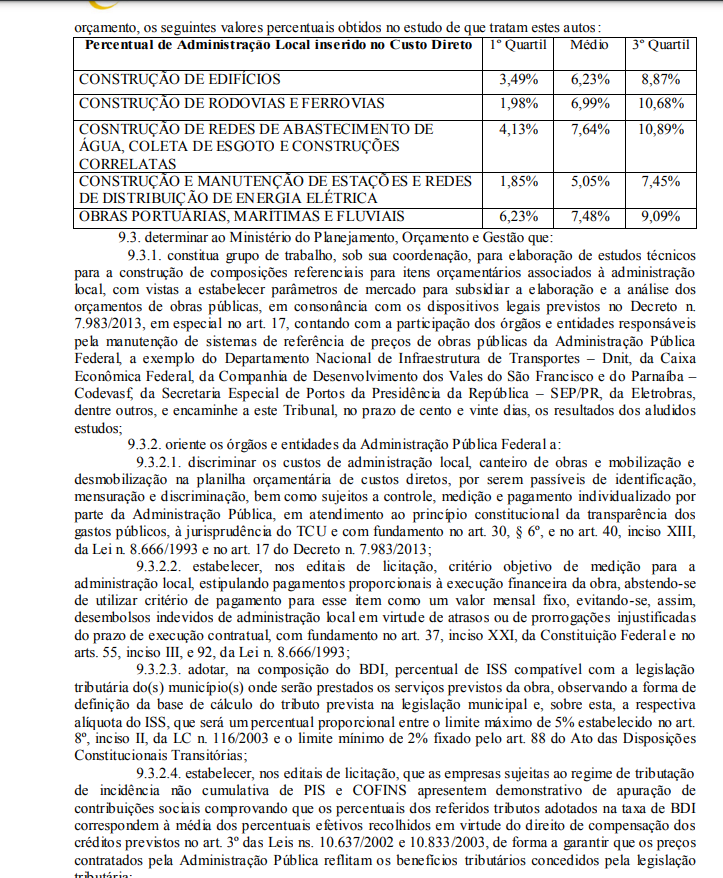 orçamento, os seguintes valores percentuais obtidos no estudo de que tratam estes autos:
Percentual de Administração Local inserido no Custo Direto 1º Quartil Médio 3º Quartil
CONSTRUÇÃO DE EDIFÍCIOS 3,49% 6,23% 8,87%
CONSTRUÇÃO DE RODOVIAS E FERROVIAS 1,98% 6,99% 10,68%
COSNTRUÇÃO DE REDES DE ABASTECIMENTO DE 4,13% 7,64% 10,89%
ÁGUA, COLETA DE ESGOTO E CONSTRUÇÕES
CORRELATAS
CONSTRUÇÃO E MANUTENÇÃO DE ESTAÇÕES E REDES 1,85% 5,05% 7,45%
DE DISTRIBUIÇÃO DE ENERGIA ELÉTRICA
OBRAS PORTUÁRIAS, MARÍTIMAS E FLUVIAIS 6,23% 7,48% 9,09%
9.3. determinar ao Ministério do Planejamento, Orçamento e Gestão que:
9.3.1. constitua grupo de trabalho, sob sua coordenação, para elaboração de estudos técnicos
para a construção de composições referenciais para itens orçamentários associados à administração
local, com vistas a estabelecer parâmetros de mercado para subsidiar a elaboração e a análise dos
orçamentos de obras públicas, em consonância com os dispositivos legais previstos no Decreto n.
7.983/2013, em especial no art. 17, contando com a participação dos órgãos e entidades responsáveis
pela manutenção de sistemas de referência de preços de obras públicas da Administração Pública
Federal, a exemplo do Departamento Nacional de Infraestrutura de Transportes – Dnit, da Caixa
Econômica Federal, da Companhia de Desenvolvimento dos Vales do São Francisco e do Parnaíba –
Codevasf, da Secretaria Especial de Portos da Presidência da República – SEP/PR, da Eletrobras,
dentre outros, e encaminhe a este Tribunal, no prazo de cento e vinte dias, os resultados dos aludidos
estudos;
9.3.2. oriente os órgãos e entidades da Administração Pública Federal a:
9.3.2.1. discriminar os custos de administração local, canteiro de obras e mobilização e
desmobilização na planilha orçamentária de custos diretos, por serem passíveis de identificação,
mensuração e discriminação, bem como sujeitos a controle, medição e pagamento individualizado por
parte da Administração Pública, em atendimento ao princípio constitucional da transparência dos
gastos públicos, à jurisprudência do TCU e com fundamento no art. 30, § 6º, e no art. 40, inciso XIII,
da Lei n. 8.666/1993 e no art. 17 do Decreto n. 7.983/2013;
9.3.2.2. estabelecer, nos editais de licitação, critério objetivo de medição para a
administração local, estipulando pagamentos proporcionais à execução financeira da obra, abstendo-se
de utilizar critério de pagamento para esse item como um valor mensal fixo, evitando-se, assim,
desembolsos indevidos de administração local em virtude de atrasos ou de prorrogações injustificadas
do prazo de execução contratual, com fundamento no art. 37, inciso XXI, da Constituição Federal e no
arts. 55, inciso III, e 92, da Lei n. 8.666/1993;
9.3.2.3. adotar, na composição do BDI, percentual de ISS compatível com a legislação
tributária do(s) município(s) onde serão prestados os serviços previstos da obra, observando a forma de
definição da base de cálculo do tributo prevista na legislação municipal e, sobre esta, a respectiva
alíquota do ISS, que será um percentual proporcional entre o limite máximo de 5% estabelecido no art.
8º, inciso II, da LC n. 116/2003 e o limite mínimo de 2% fixado pelo art. 88 do Ato das Disposições
Constitucionais Transitórias;
9.3.2.4. estabelecer, nos editais de licitação, que as empresas sujeitas ao regime de tributação
de incidência não cumulativa de PIS e COFINS apresentem demonstrativo de apuração de
contribuições sociais comprovando que os percentuais dos referidos tributos adotados na taxa de BDI
correspondem à média dos percentuais efetivos recolhidos em virtude do direito de compensação dos
créditos previstos no art. 3º das Leis ns. 10.637/2002 e 10.833/2003, de forma a garantir que os preços
contratados pela Administração Pública reflitam os benefícios tributários concedidos pela legislação
tributária;